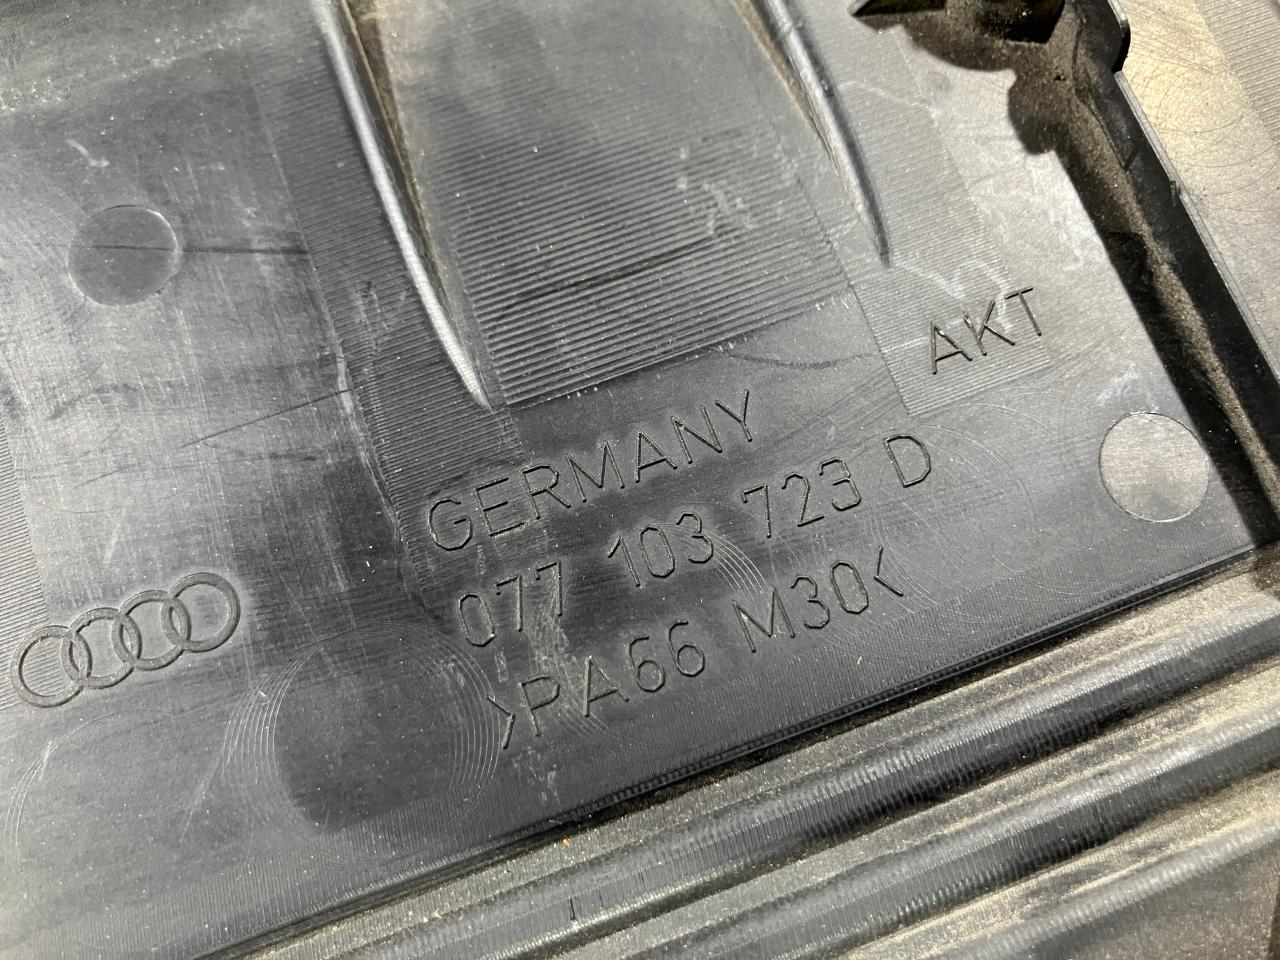 AKT
GERMANY
077 103 723 D
>PA66 M30<